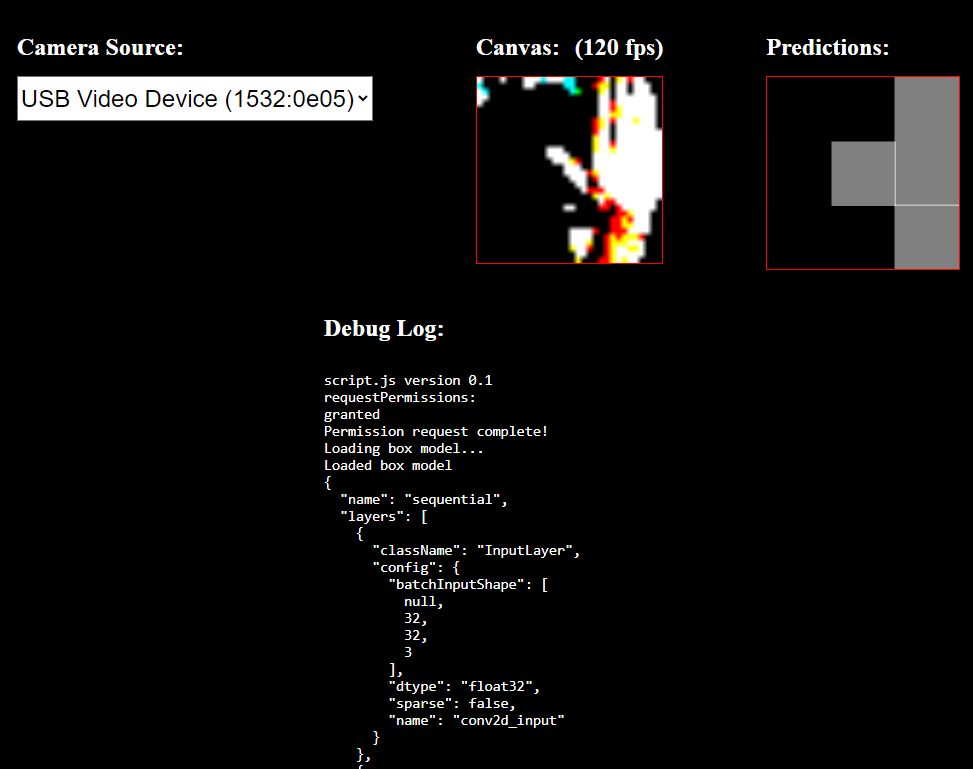 Camera Source:
Canvas: (120 fps)
Predictions:
USB Video Device (1532:0e05)
Debug Log:
script.js version 0.1
requestPermissions:
granted
Permission request complete!
Loading box model...
Loaded box model
{
  "name": "sequential",
  "layers": [
    {
      "className": "InputLayer",
      "config": {
        "batchInputShape": [
          null,
          32,
          32,
          3
        ],
        "dtype": "float32",
        "sparse": false,
        "name": "conv2d_input"
      }
    },